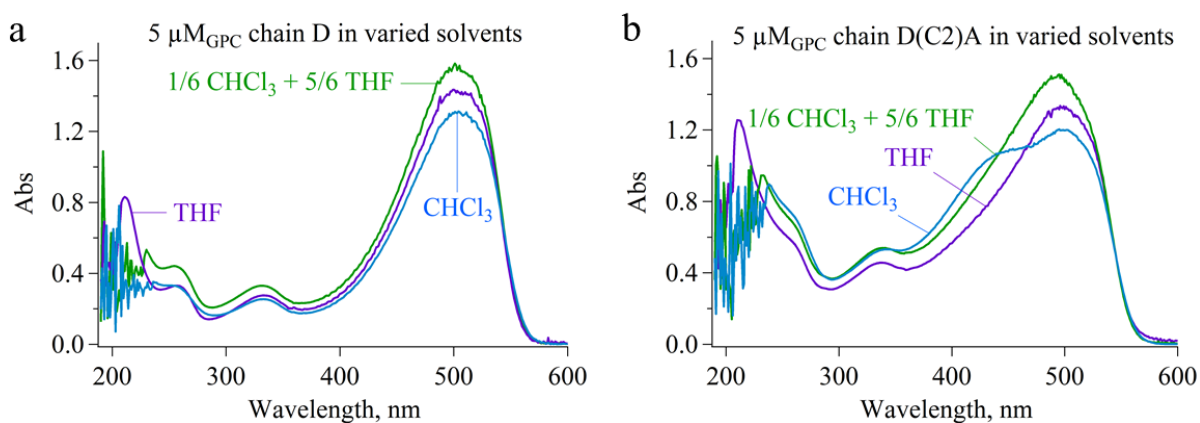 a
5 μM_GPC chain D in varied solvents
1.6
1.2
0.8
0.4
0.0
Abs
1/6 CHCl₃ + 5/6 THF
THF
CHCl₃
200 300 400 500 600
Wavelength, nm
b
5 μM_GPC chain D(C2)A in varied solvents
1.6
1.2
0.8
0.4
0.0
Abs
1/6 CHCl₃ + 5/6 THF
THF
CHCl₃
200 300 400 500 600
Wavelength, nm